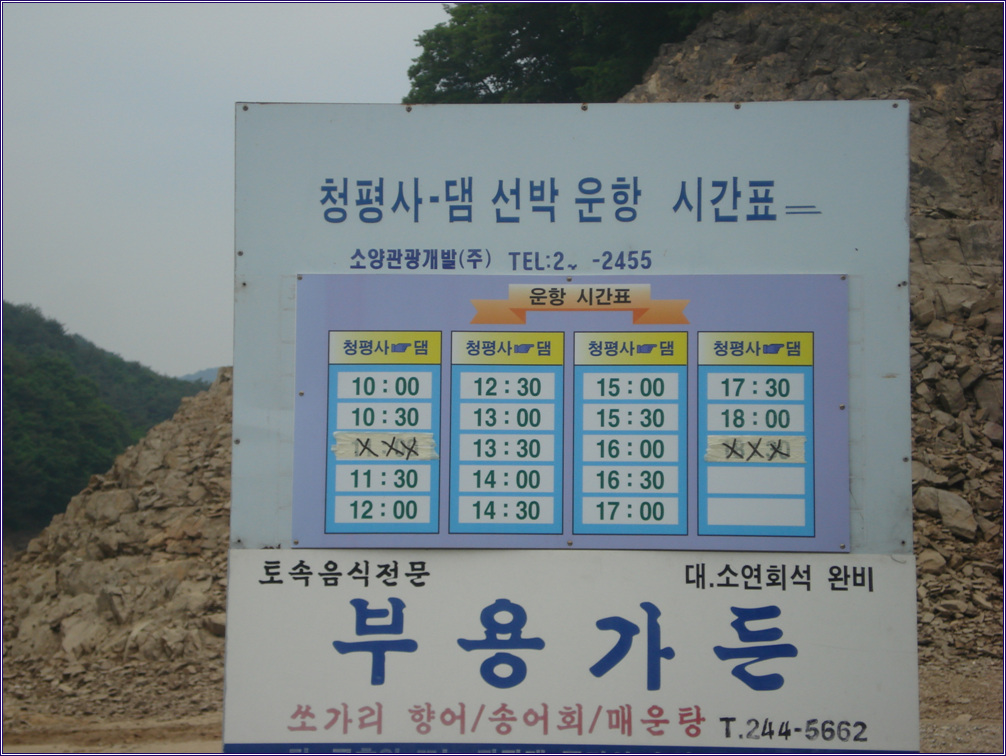 청평사-댐 선박 운항 시간표
소양관광개발(주) TEL:2 -2455
운항 시간표
청평사☞댐 청평사☞댐 청평사☞댐 청평사☞댐
10:00 12:30 15:00 17:30
10:30 13:00 15:30 18:00
XXX 13:30 16:00 XXX
11:30 14:00 16:30
12:00 14:30 17:00
토속음식전문 대.소연회석 완비
부용가든
쏘가리 향어/송어회/매운탕 T.244-5662